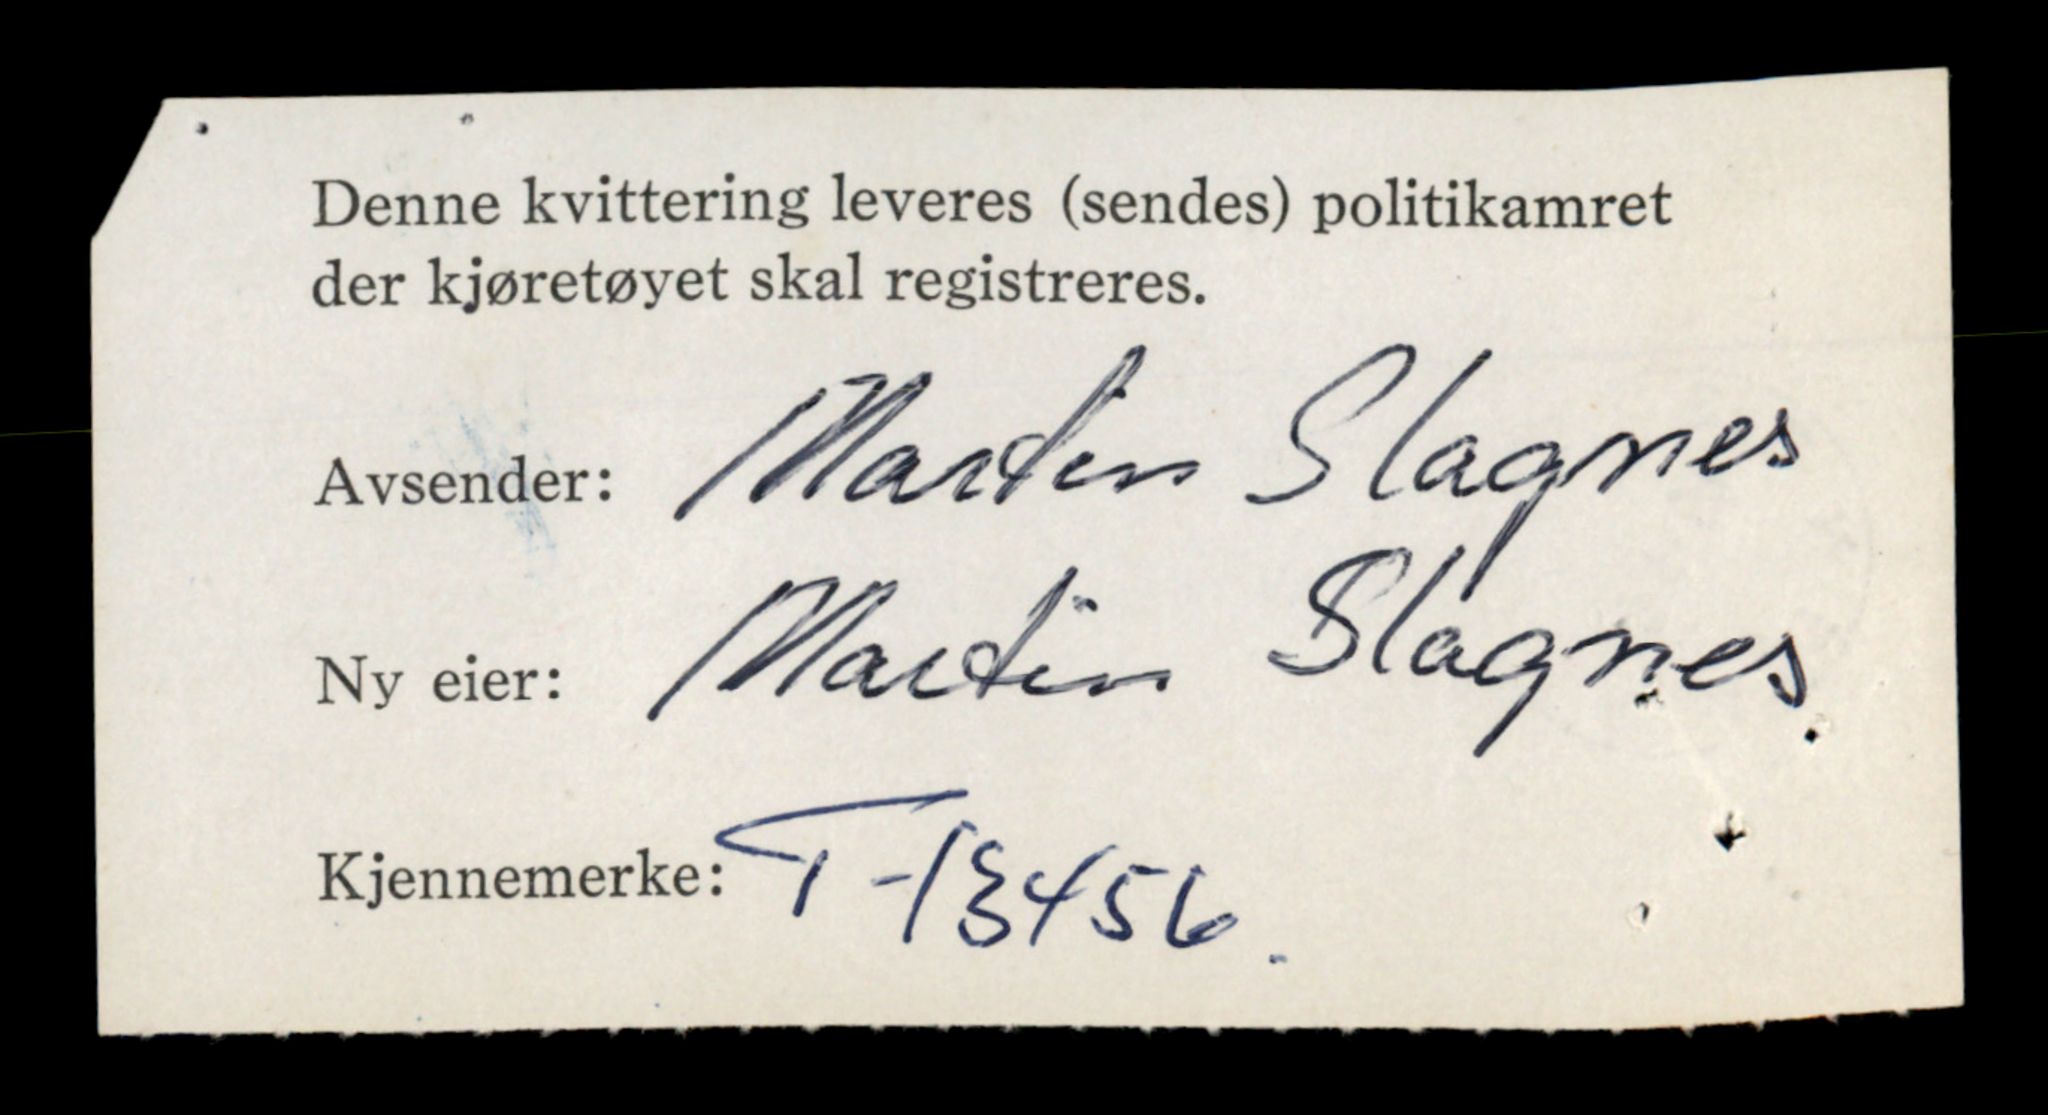 Denne kvittering leveres (sendes) politikamret
der kjøretøyet skal registreres.
Avsender: Martin Slagnes
Ny eier: Martin Slagnes
Kjennemerke: T-13456.